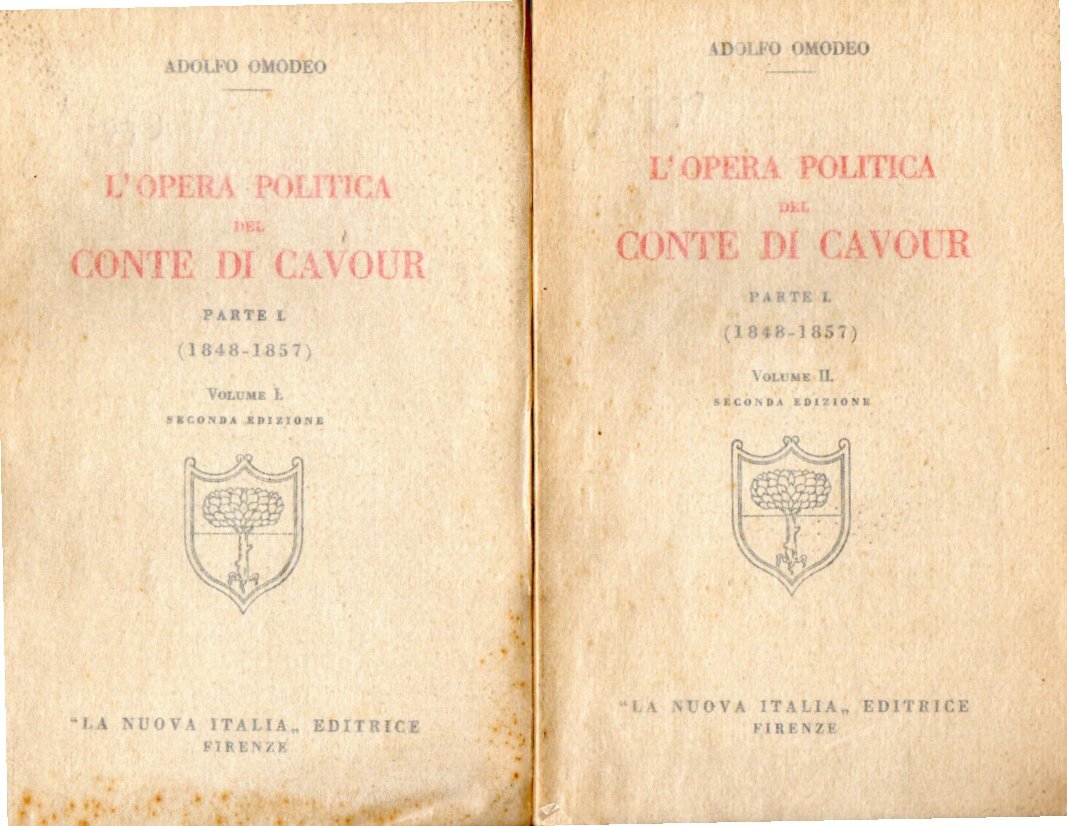 ADOLFO OMODEO
L'OPERA POLITICA
DEL
CONTE DI CAVOUR
PARTE I.
(1848-1857)
VOLUME I.
SECONDA EDIZIONE
"LA NUOVA ITALIA„ EDITRICE
FIRENZE
ADOLFO OMODEO
L'OPERA POLITICA
DEL
CONTE DI CAVOUR
PARTE I.
(1848-1857)
VOLUME II.
SECONDA EDIZIONE
"LA NUOVA ITALIA„ EDITRICE
FIRENZE